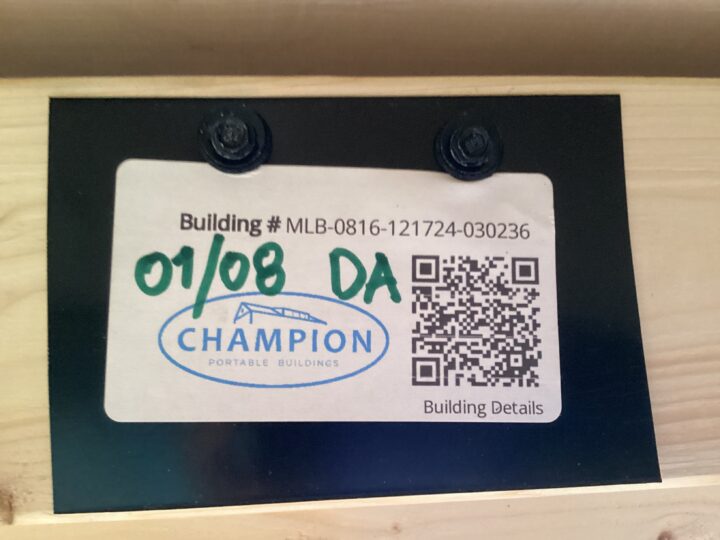 Building # MLB-0816-121724-030236
01/08 DA
CHAMPION
PORTABLE BUILDINGS
Building Details